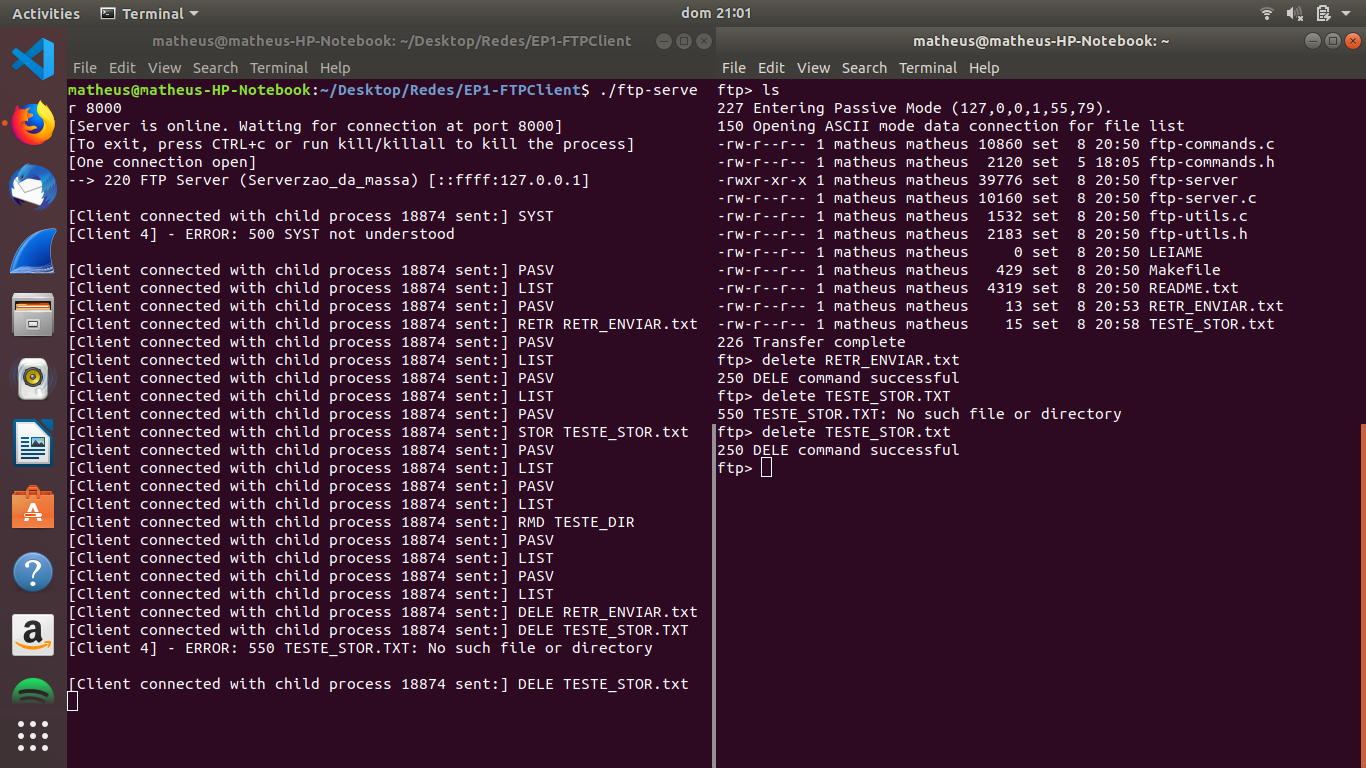 Activities Terminal dom 21:01
matheus@matheus-HP-Notebook: ~/Desktop/Redes/EP1-FTPClient
File Edit View Search Terminal Help
matheus@matheus-HP-Notebook:~/Desktop/Redes/EP1-FTPClient$ ./ftp-serve
r 8000
[Server is online. Waiting for connection at port 8000]
[To exit, press CTRL+c or run kill/killall to kill the process]
[One connection open]
--> 220 FTP Server (Serverzao_da_massa) [::ffff:127.0.0.1]
[Client connected with child process 18874 sent:] SYST
[Client 4] - ERROR: 500 SYST not understood
[Client connected with child process 18874 sent:] PASV
[Client connected with child process 18874 sent:] LIST
[Client connected with child process 18874 sent:] PASV
[Client connected with child process 18874 sent:] RETR RETR_ENVIAR.txt
[Client connected with child process 18874 sent:] PASV
[Client connected with child process 18874 sent:] LIST
[Client connected with child process 18874 sent:] PASV
[Client connected with child process 18874 sent:] LIST
[Client connected with child process 18874 sent:] PASV
[Client connected with child process 18874 sent:] STOR TESTE_STOR.txt
[Client connected with child process 18874 sent:] PASV
[Client connected with child process 18874 sent:] LIST
[Client connected with child process 18874 sent:] PASV
[Client connected with child process 18874 sent:] LIST
[Client connected with child process 18874 sent:] RMD TESTE_DIR
[Client connected with child process 18874 sent:] PASV
[Client connected with child process 18874 sent:] LIST
[Client connected with child process 18874 sent:] PASV
[Client connected with child process 18874 sent:] LIST
[Client connected with child process 18874 sent:] DELE RETR_ENVIAR.txt
[Client connected with child process 18874 sent:] DELE TESTE_STOR.TXT
[Client 4] - ERROR: 550 TESTE_STOR.TXT: No such file or directory
[Client connected with child process 18874 sent:] DELE TESTE_STOR.txt
matheus@matheus-HP-Notebook: ~
File Edit View Search Terminal Help
ftp> ls
227 Entering Passive Mode (127,0,0,1,55,79).
150 Opening ASCII mode data connection for file list
-rw-r--r-- 1 matheus matheus 10860 set  8 20:50 ftp-commands.c
-rw-r--r-- 1 matheus matheus  2120 set  5 18:05 ftp-commands.h
-rwxr-xr-x 1 matheus matheus 39776 set  8 20:50 ftp-server
-rw-r--r-- 1 matheus matheus 10160 set  8 20:50 ftp-server.c
-rw-r--r-- 1 matheus matheus  1532 set  8 20:50 ftp-utils.c
-rw-r--r-- 1 matheus matheus  2183 set  8 20:50 ftp-utils.h
-rw-r--r-- 1 matheus matheus     0 set  8 20:50 LEIAME
-rw-r--r-- 1 matheus matheus   429 set  8 20:50 Makefile
-rw-r--r-- 1 matheus matheus  4319 set  8 20:50 README.txt
-rw-r--r-- 1 matheus matheus    13 set  8 20:53 RETR_ENVIAR.txt
-rw-r--r-- 1 matheus matheus    15 set  8 20:58 TESTE_STOR.txt
226 Transfer complete
ftp> delete RETR_ENVIAR.txt
250 DELE command successful
ftp> delete TESTE_STOR.TXT
550 TESTE_STOR.TXT: No such file or directory
ftp> delete TESTE_STOR.txt
250 DELE command successful
ftp>